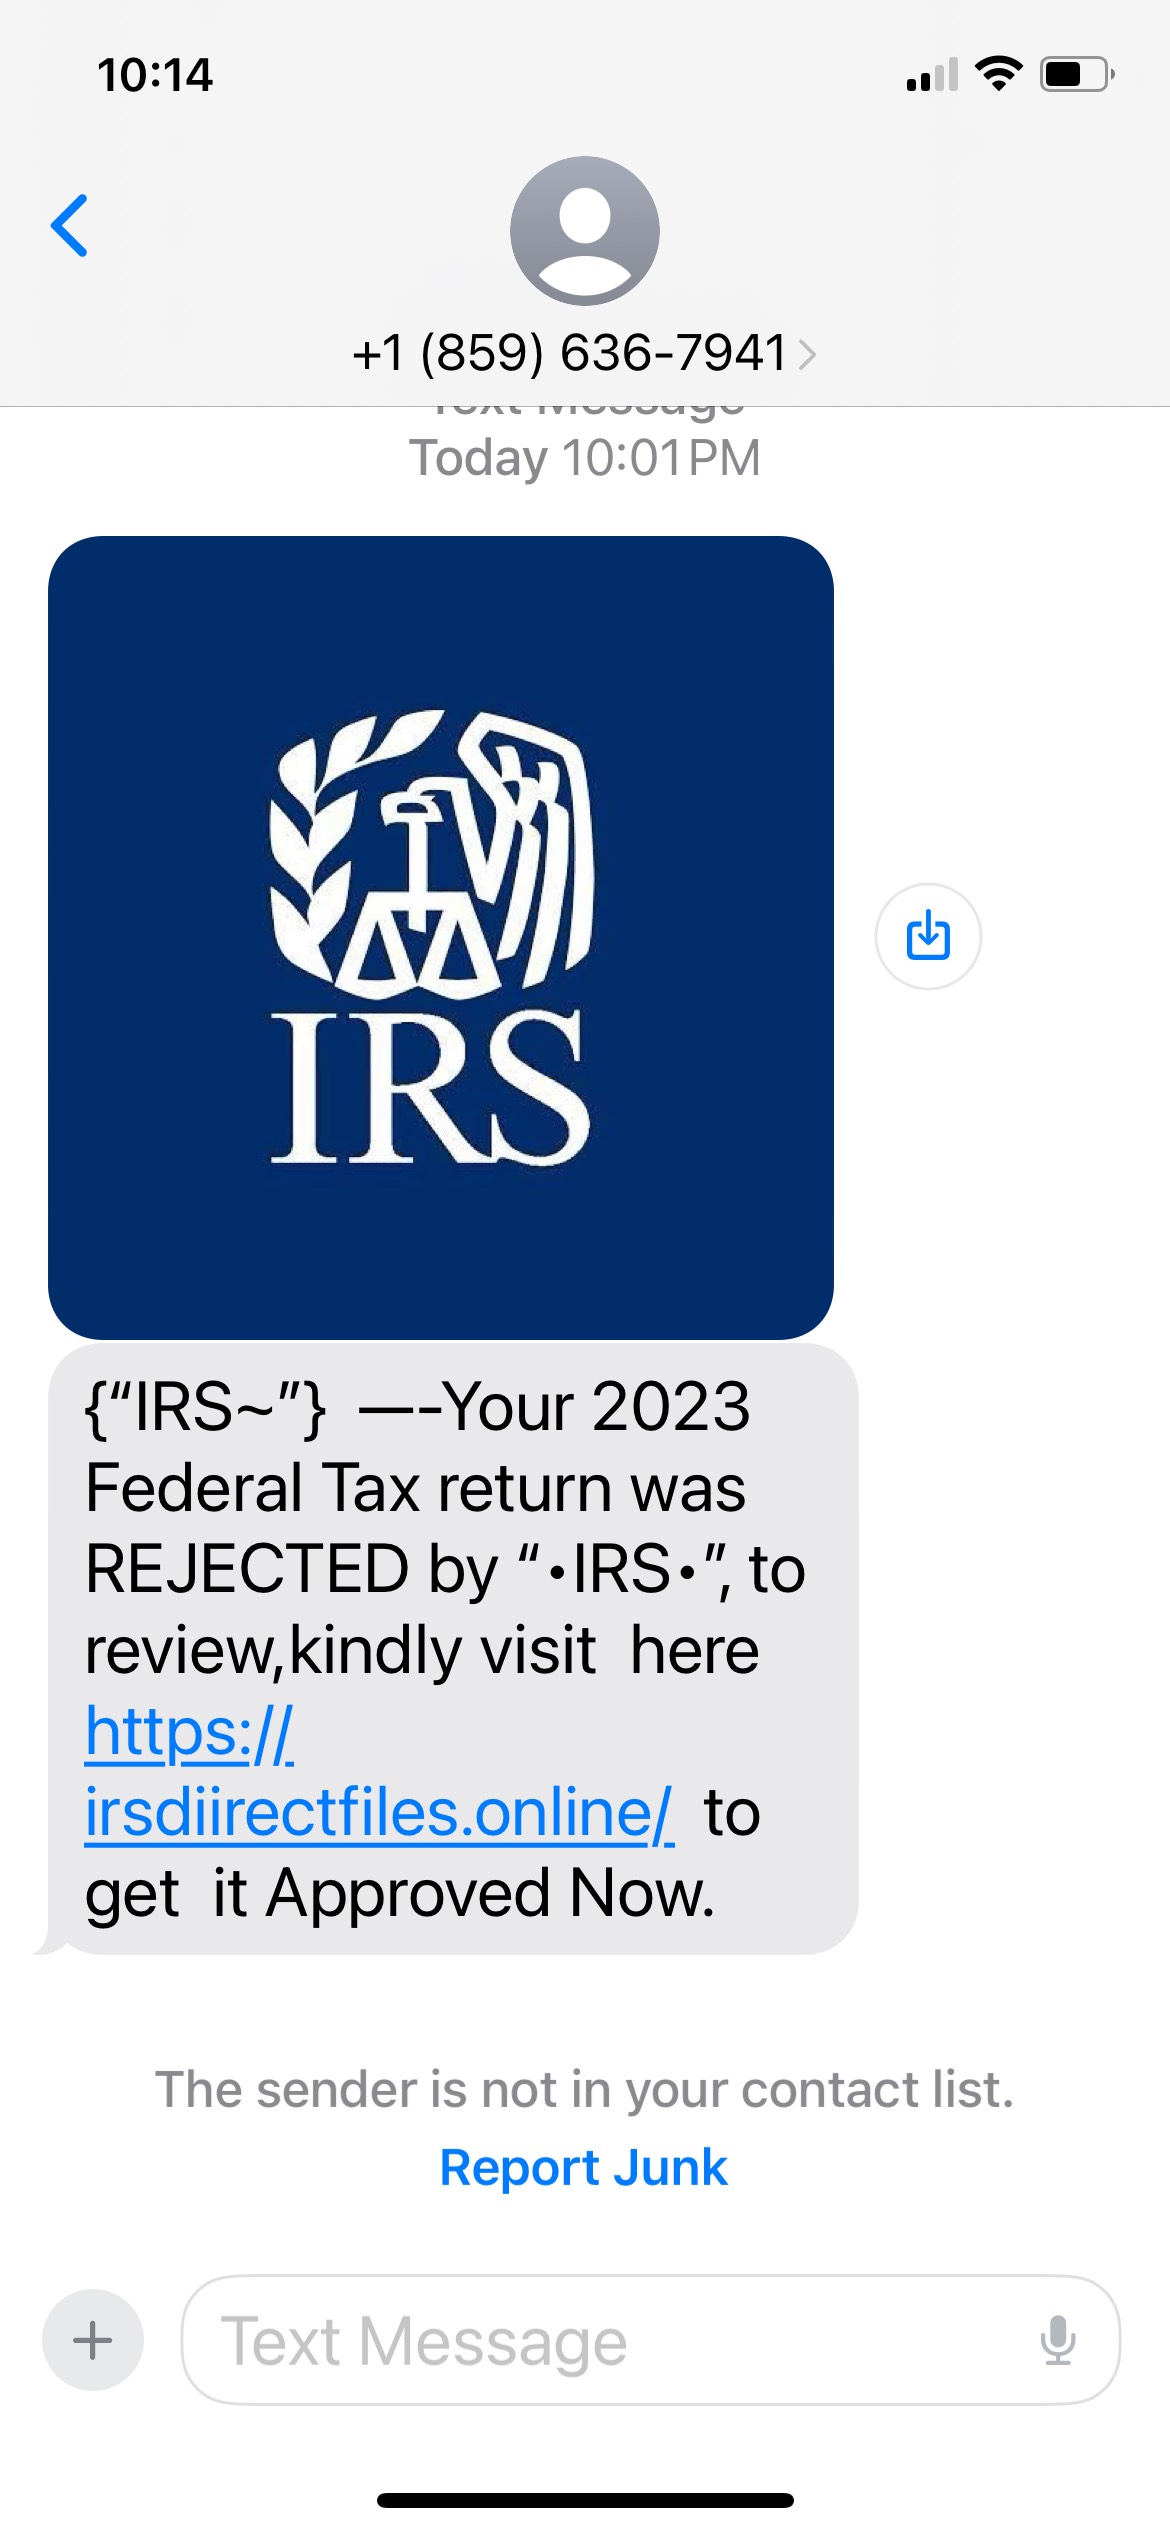 10:14
+1 (859) 636-7941
Text Message
Today 10:01 PM
IRS
{“IRS~”}  —-Your 2023
Federal Tax return was
REJECTED by “•IRS•”, to
review,kindly visit  here
https://
irsdiirectfiles.online/  to
get  it Approved Now.
The sender is not in your contact list.
Report Junk
Text Message